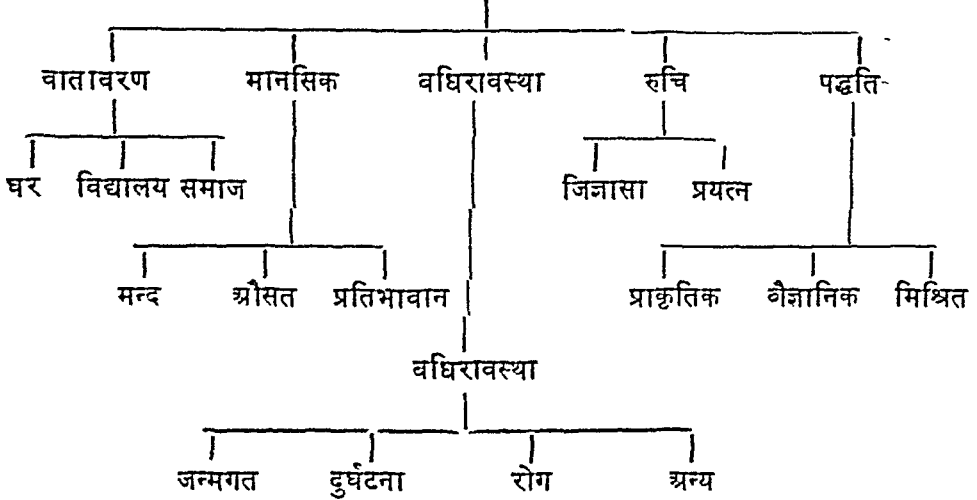 वातावरण मानसिक वधिरावस्था रुचि पद्धति
घर विद्यालय समाज जिज्ञासा प्रयत्न
मन्द औसत प्रतिभावान प्राकृतिक वैज्ञानिक मिश्रित
वधिरावस्था
जन्मगत दुर्घटना रोग अन्य